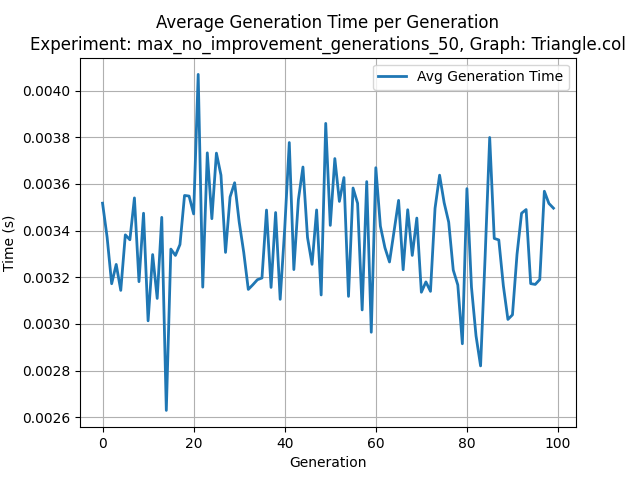 Average Generation Time per Generation
Experiment: max_no_improvement_generations_50, Graph: Triangle.col
Avg Generation Time
0.0040
0.0038
0.0036
0.0034
0.0032
0.0030
0.0028
0.0026
Time (s)
0 20 40 60 80 100
Generation